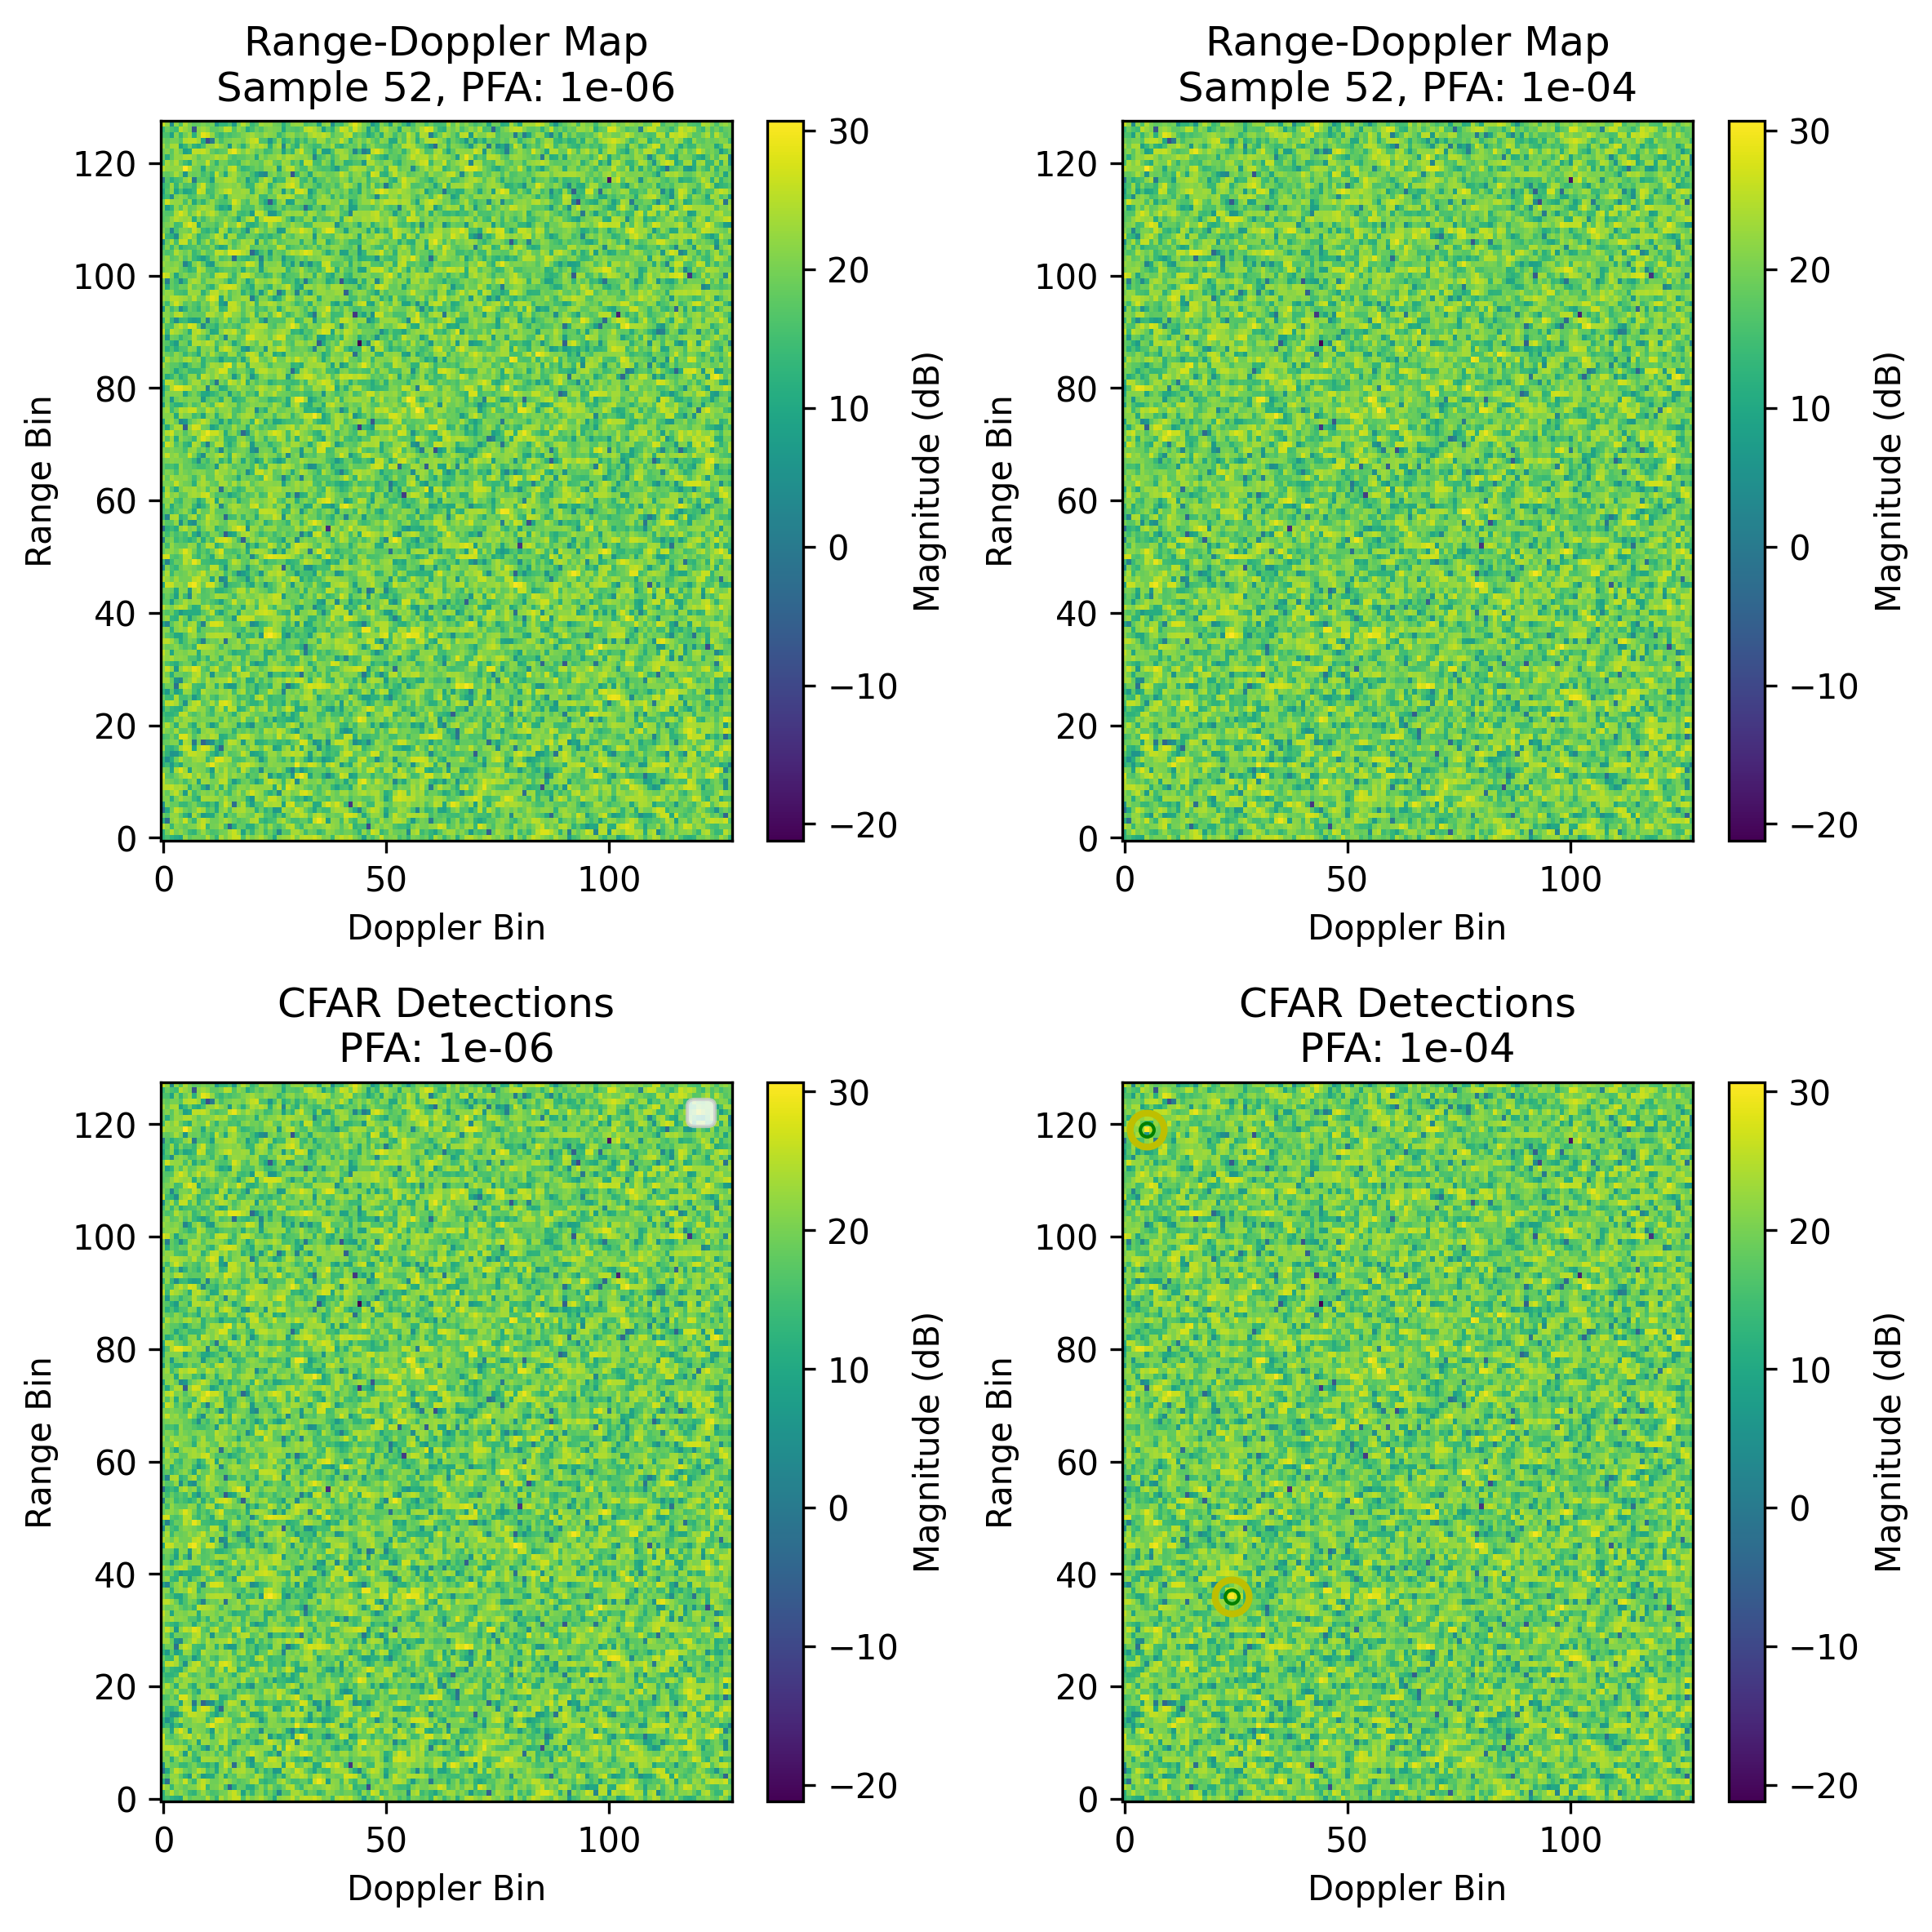 Range-Doppler Map
Sample 52, PFA: 1e-06
120
100
80
60
40
20
0
Range Bin
0 50 100
Doppler Bin
30
20
10
0
−10
−20
Magnitude (dB)
Range-Doppler Map
Sample 52, PFA: 1e-04
120
100
80
60
40
20
0
Range Bin
0 50 100
Doppler Bin
30
20
10
0
−10
−20
Magnitude (dB)
CFAR Detections
PFA: 1e-06
120
100
80
60
40
20
0
Range Bin
0 50 100
Doppler Bin
30
20
10
0
−10
−20
Magnitude (dB)
CFAR Detections
PFA: 1e-04
120
100
80
60
40
20
0
Range Bin
0 50 100
Doppler Bin
30
20
10
0
−10
−20
Magnitude (dB)